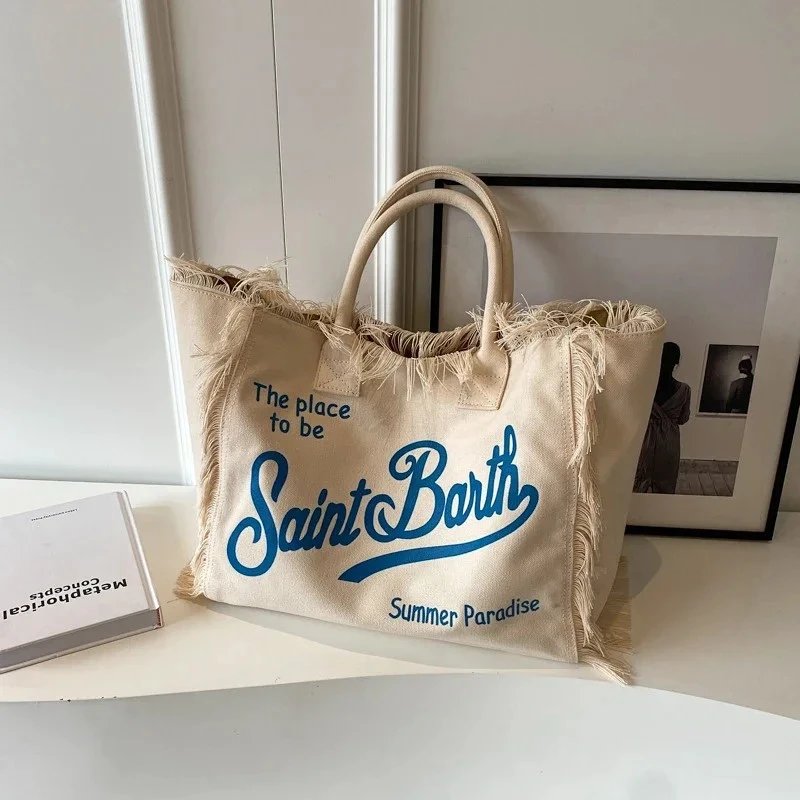 The place
to be
Saint Barth
Summer Paradise
Metaphorical
Concepts